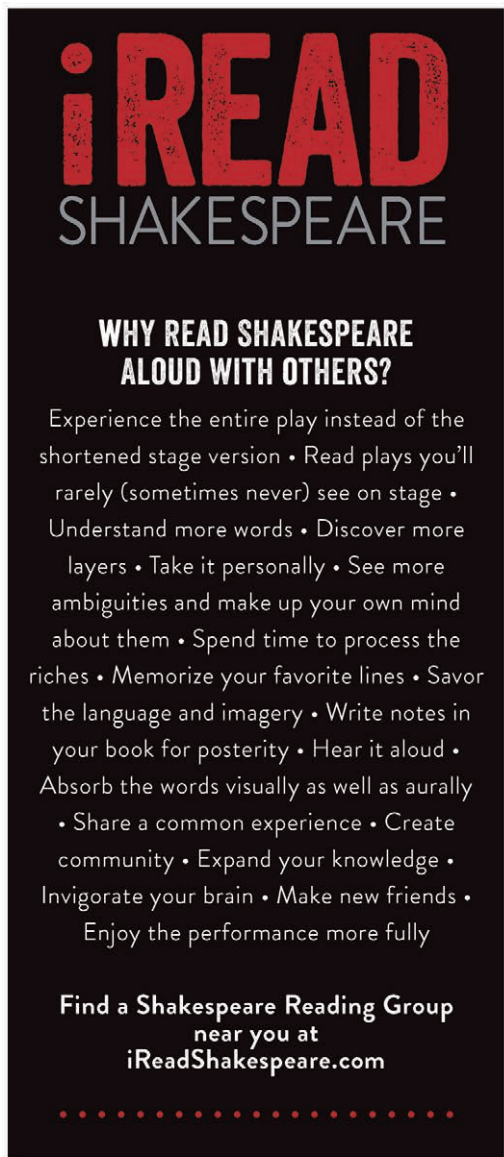 iREAD
SHAKESPEARE
WHY READ SHAKESPEARE
ALOUD WITH OTHERS?
Experience the entire play instead of the
shortened stage version • Read plays you'll
rarely (sometimes never) see on stage •
Understand more words • Discover more
layers • Take it personally • See more
ambiguities and make up your own mind
about them • Spend time to process the
riches • Memorize your favorite lines • Savor
the language and imagery • Write notes in
your book for posterity • Hear it aloud •
Absorb the words visually as well as aurally
• Share a common experience • Create
community • Expand your knowledge •
Invigorate your brain • Make new friends •
Enjoy the performance more fully
Find a Shakespeare Reading Group
near you at
iReadShakespeare.com